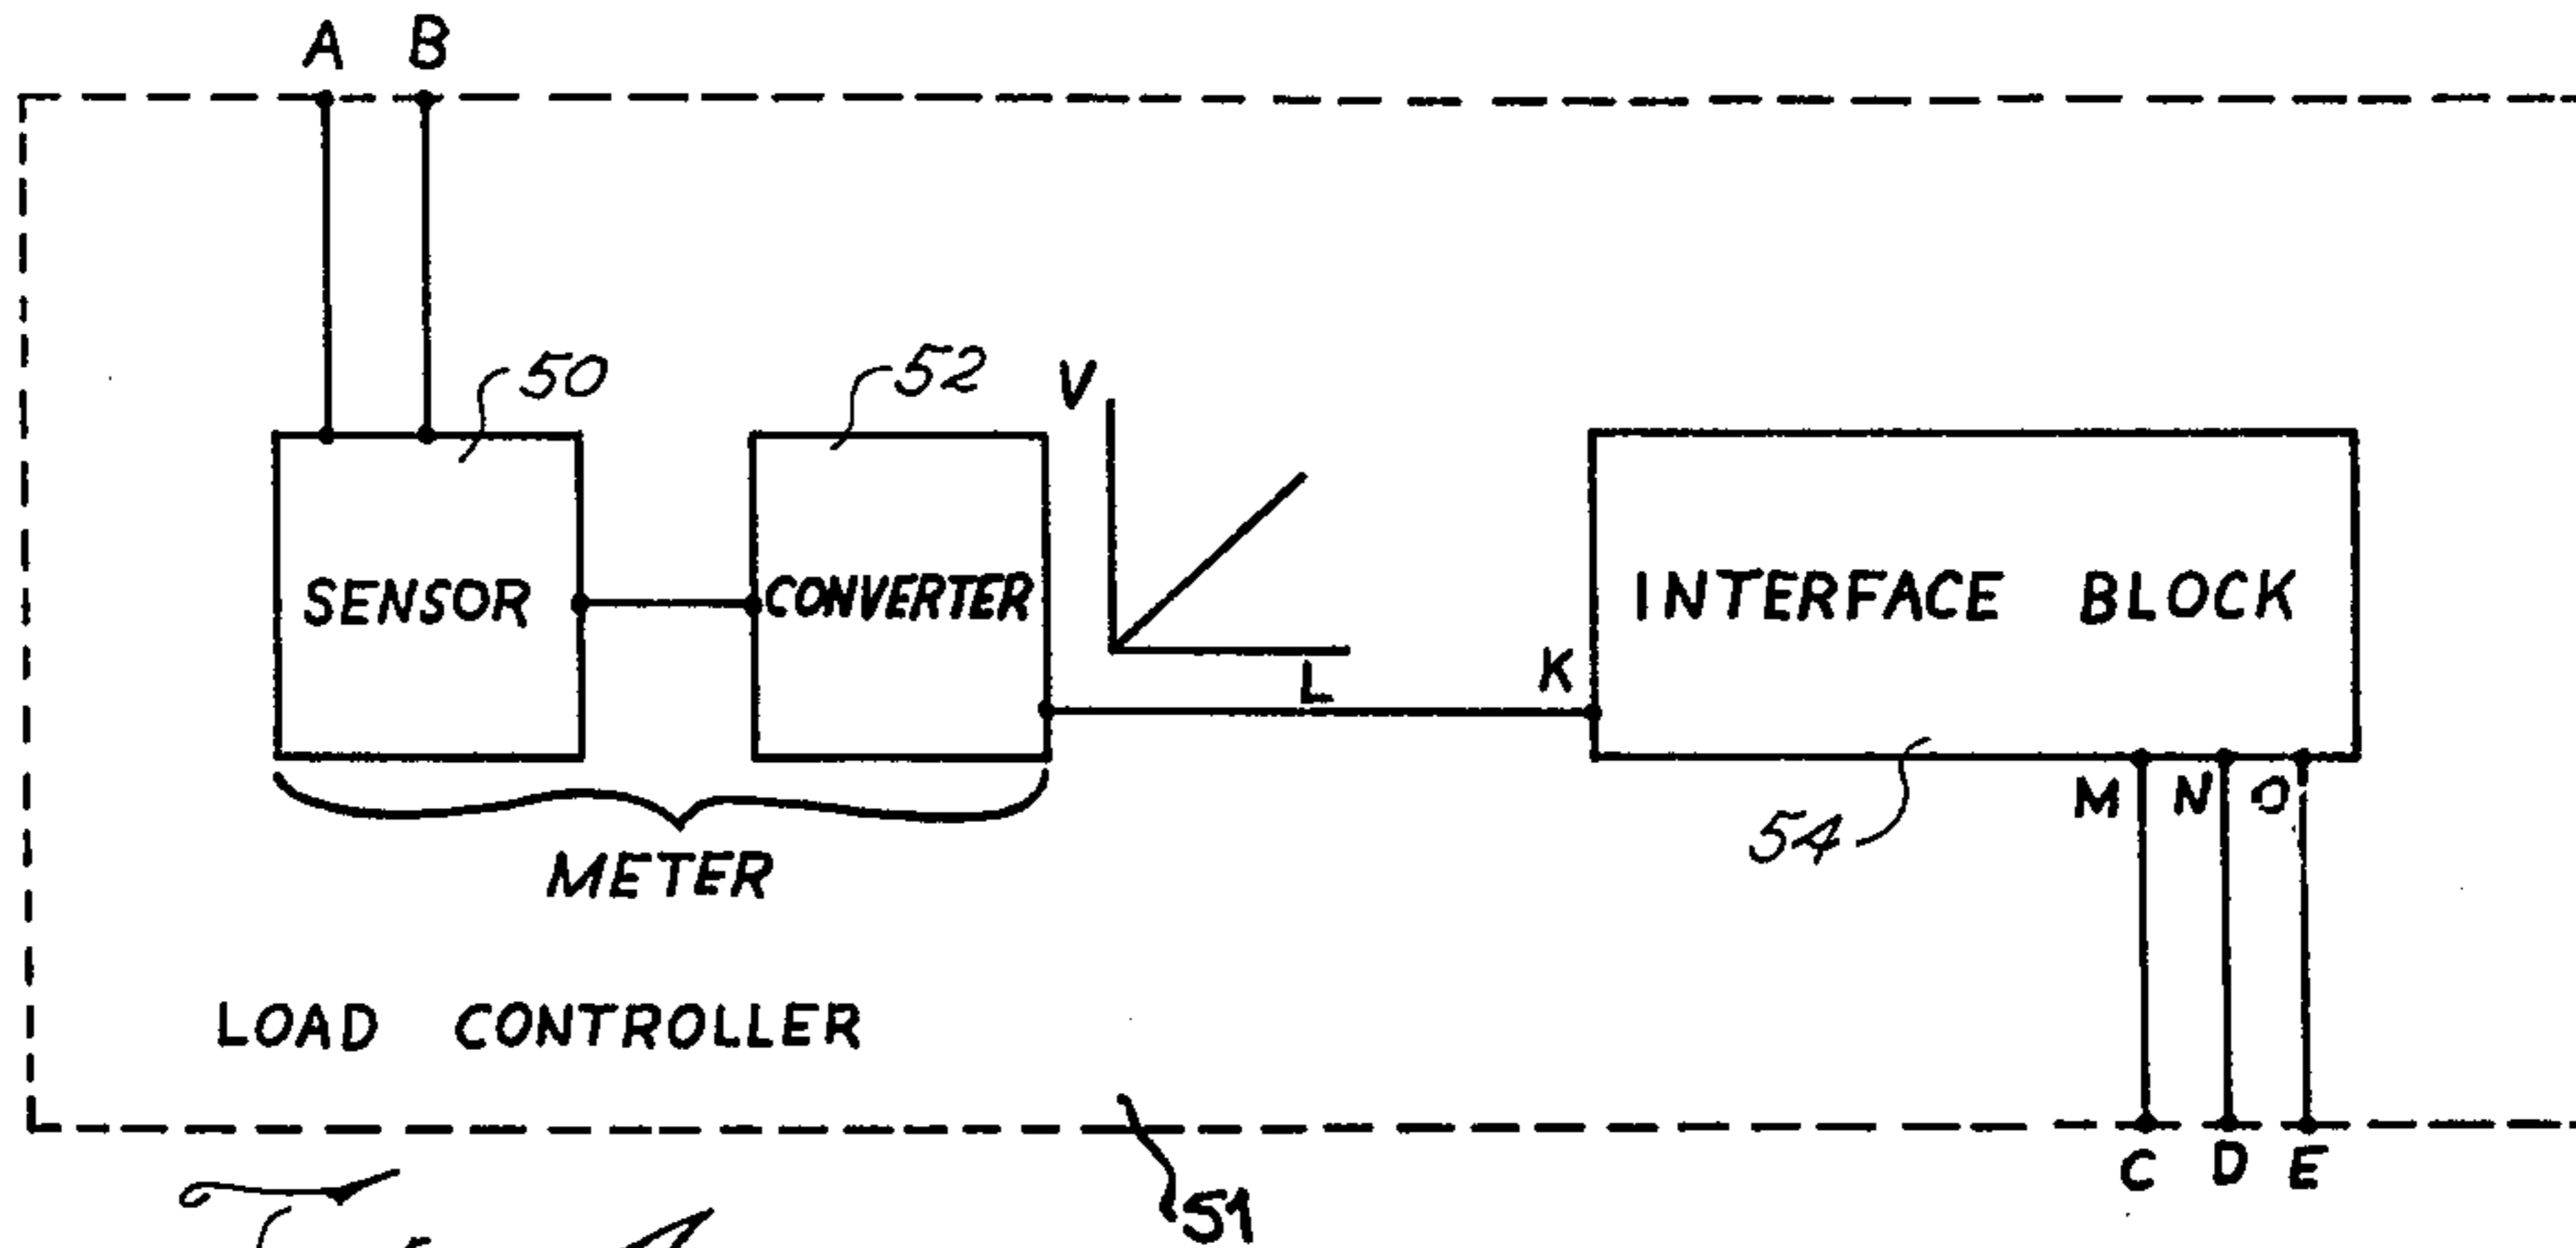 A B
50
52
V
SENSOR
CONVERTER
INTERFACE BLOCK
L
K
M N O
54
METER
LOAD CONTROLLER
C D E
51